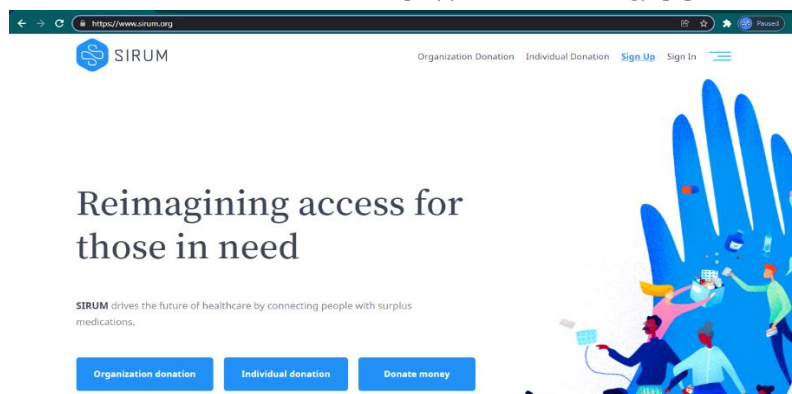 https://www.sirum.org
Paused
SIRUM
Organization Donation Individual Donation Sign Up Sign In
Reimagining access for
those in need
SIRUM drives the future of healthcare by connecting people with surplus
medications.
Organization donation Individual donation Donate money